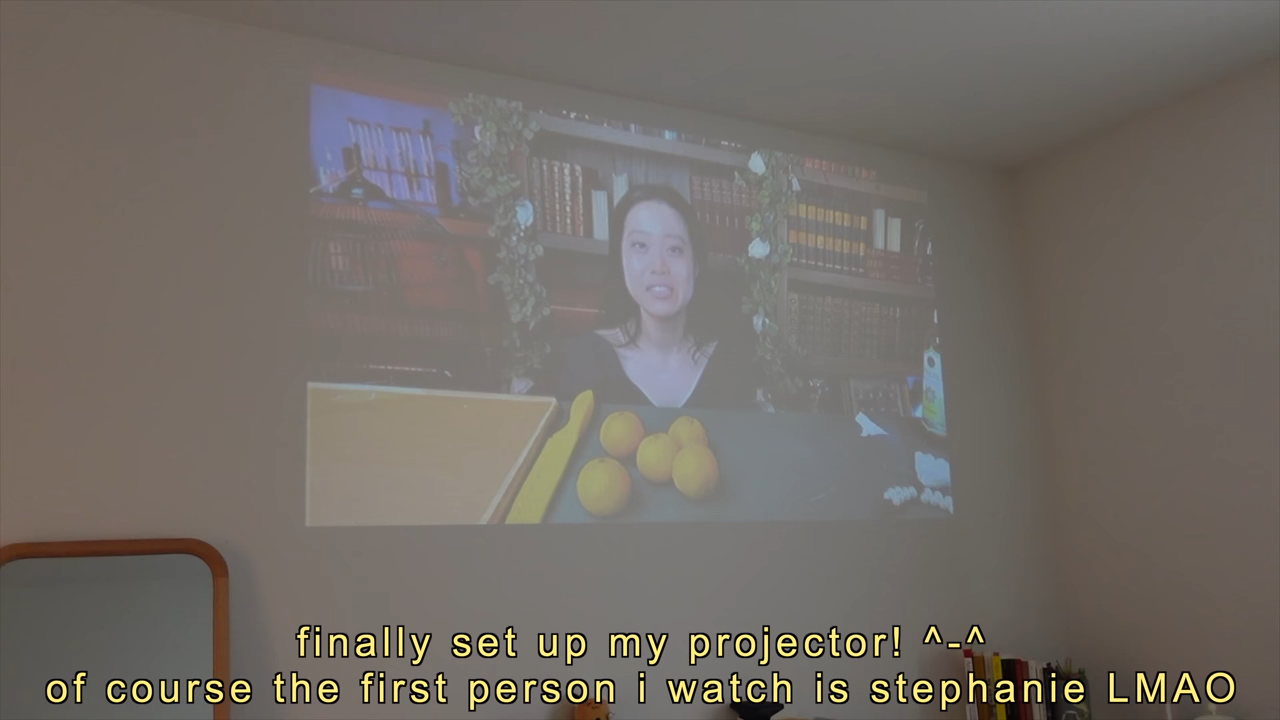 finally set up my projector! ^-^
of course the first person i watch is stephanie LMAO